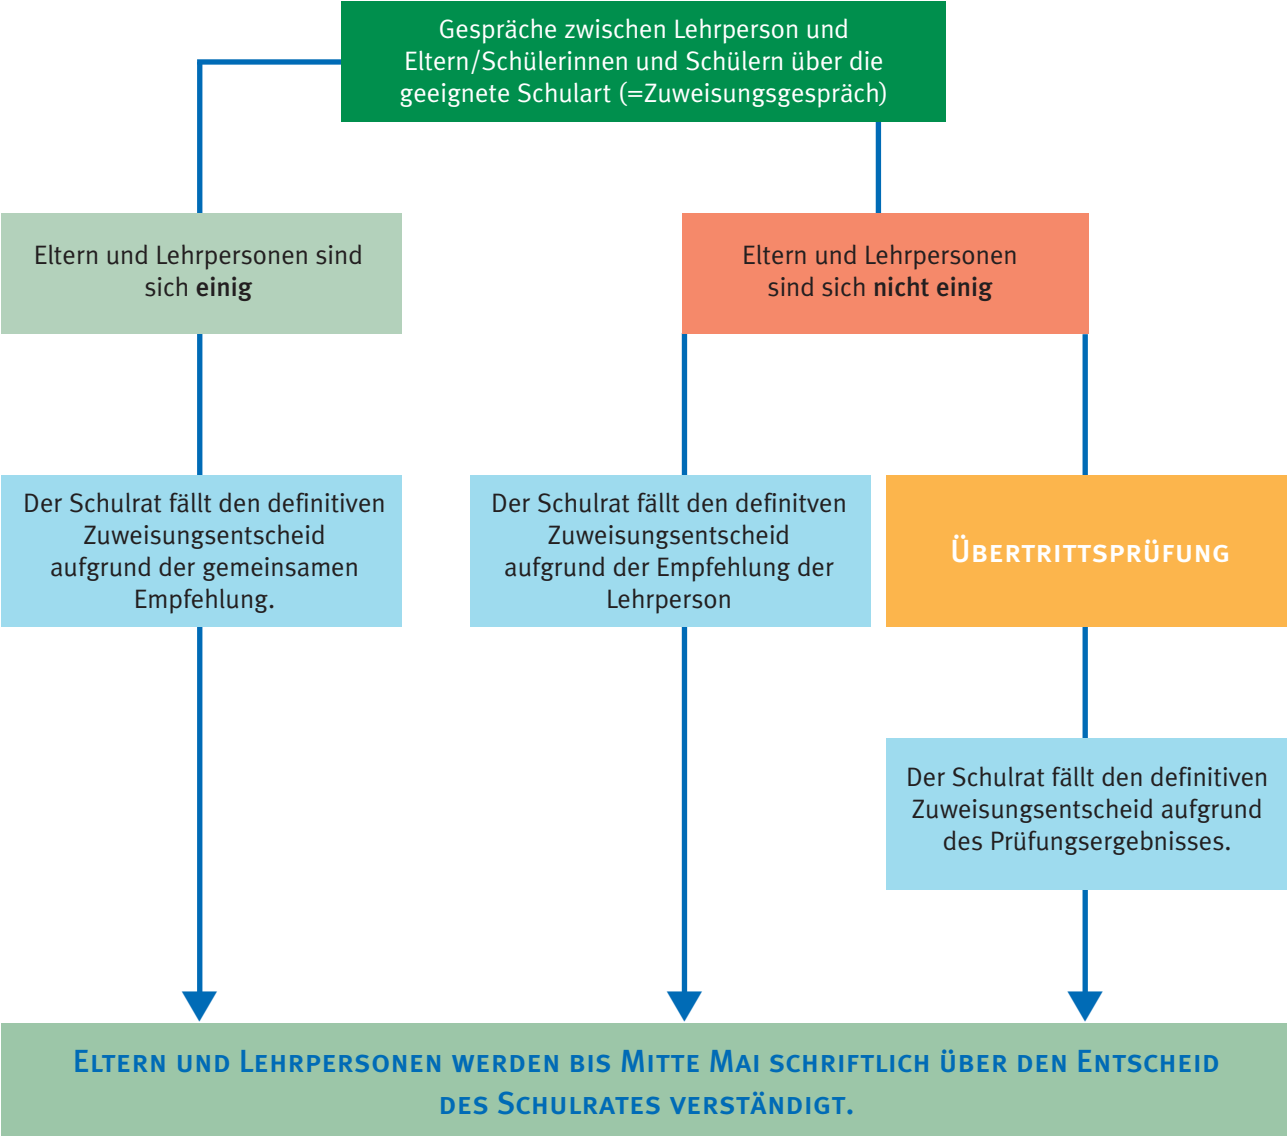 Gespräche zwischen Lehrperson und
Eltern/Schülerinnen und Schülern über die
geeignete Schulart (=Zuweisungsgespräch)
Eltern und Lehrpersonen sind
sich einig
Eltern und Lehrpersonen
sind sich nicht einig
Der Schulrat fällt den definitiven
Zuweisungsentscheid
aufgrund der gemeinsamen
Empfehlung.
Der Schulrat fällt den definitven
Zuweisungsentscheid
aufgrund der Empfehlung der
Lehrperson
Übertrittsprüfung
Der Schulrat fällt den definitiven
Zuweisungsentscheid aufgrund
des Prüfungsergebnisses.
Eltern und Lehrpersonen werden bis Mitte Mai schriftlich über den Entscheid
des Schulrates verständigt.